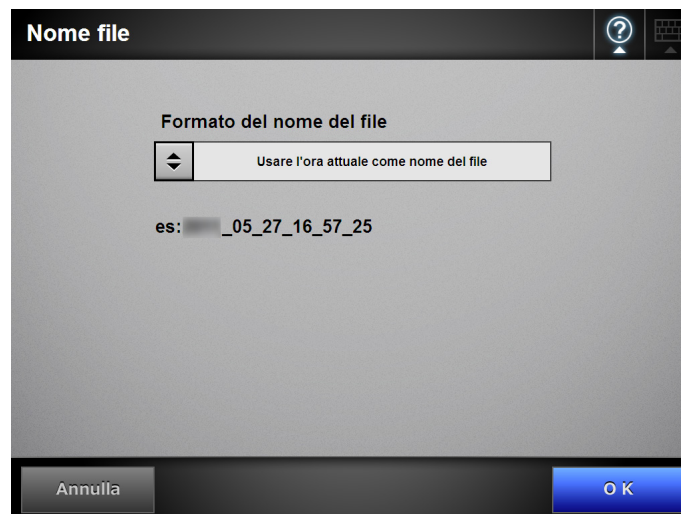 Nome file
Formato del nome del file
Usare l'ora attuale come nome del file
es: _05_27_16_57_25
Annulla
OK